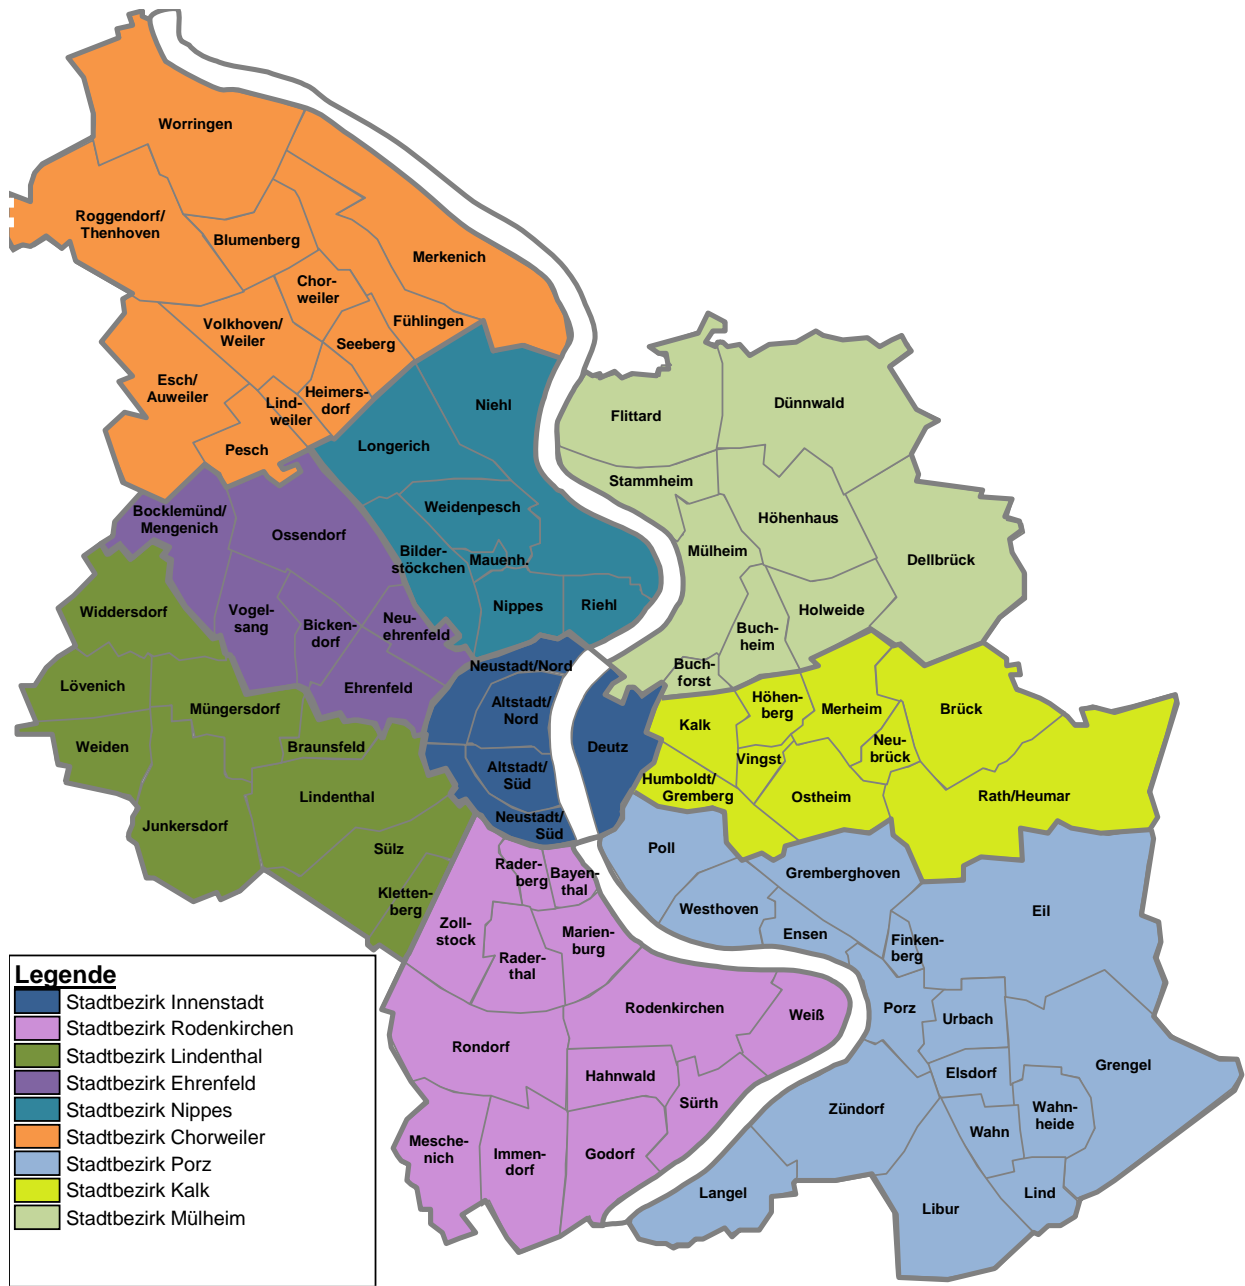 Worringen
Roggendorf/
Thenhoven
Blumenberg
Merkenich
Chor-
weiler
Fühlingen
Volkhoven/
Weiler
Seeberg
Esch/
Auweiler
Heimers-
dorf
Lind-
weiler
Pesch
Niehl
Longerich
Weidenpesch
Bilder-
stöckchen
Mauenh.
Nippes
Riehl
Flittard
Dünnwald
Stammheim
Höhenhaus
Mülheim
Dellbrück
Holweide
Buch-
heim
Buch-
forst
Bocklemünd/
Mengenich
Ossendorf
Vogel-
sang
Bicken-
dorf
Neu-
ehrenfeld
Ehrenfeld
Widdersdorf
Lövenich
Müngersdorf
Weiden
Braunsfeld
Lindenthal
Junkersdorf
Sülz
Kletten-
berg
Neustadt/Nord
Altstadt/
Nord
Altstadt/
Süd
Neustadt/
Süd
Deutz
Kalk
Höhen-
berg
Merheim
Brück
Neu-
brück
Vingst
Humboldt/
Gremberg
Ostheim
Rath/Heumar
Poll
Gremberghoven
Westhoven
Ensen
Finken-
berg
Eil
Porz
Urbach
Elsdorf
Grengel
Wahn-
heide
Wahn
Zündorf
Lind
Libur
Langel
Rader-
berg
Bayen-
thal
Zoll-
stock
Rader-
thal
Marien-
burg
Rodenkirchen
Weiß
Rondorf
Hahnwald
Sürth
Mesche-
nich
Immen-
dorf
Godorf
Legende
Stadtbezirk Innenstadt
Stadtbezirk Rodenkirchen
Stadtbezirk Lindenthal
Stadtbezirk Ehrenfeld
Stadtbezirk Nippes
Stadtbezirk Chorweiler
Stadtbezirk Porz
Stadtbezirk Kalk
Stadtbezirk Mülheim